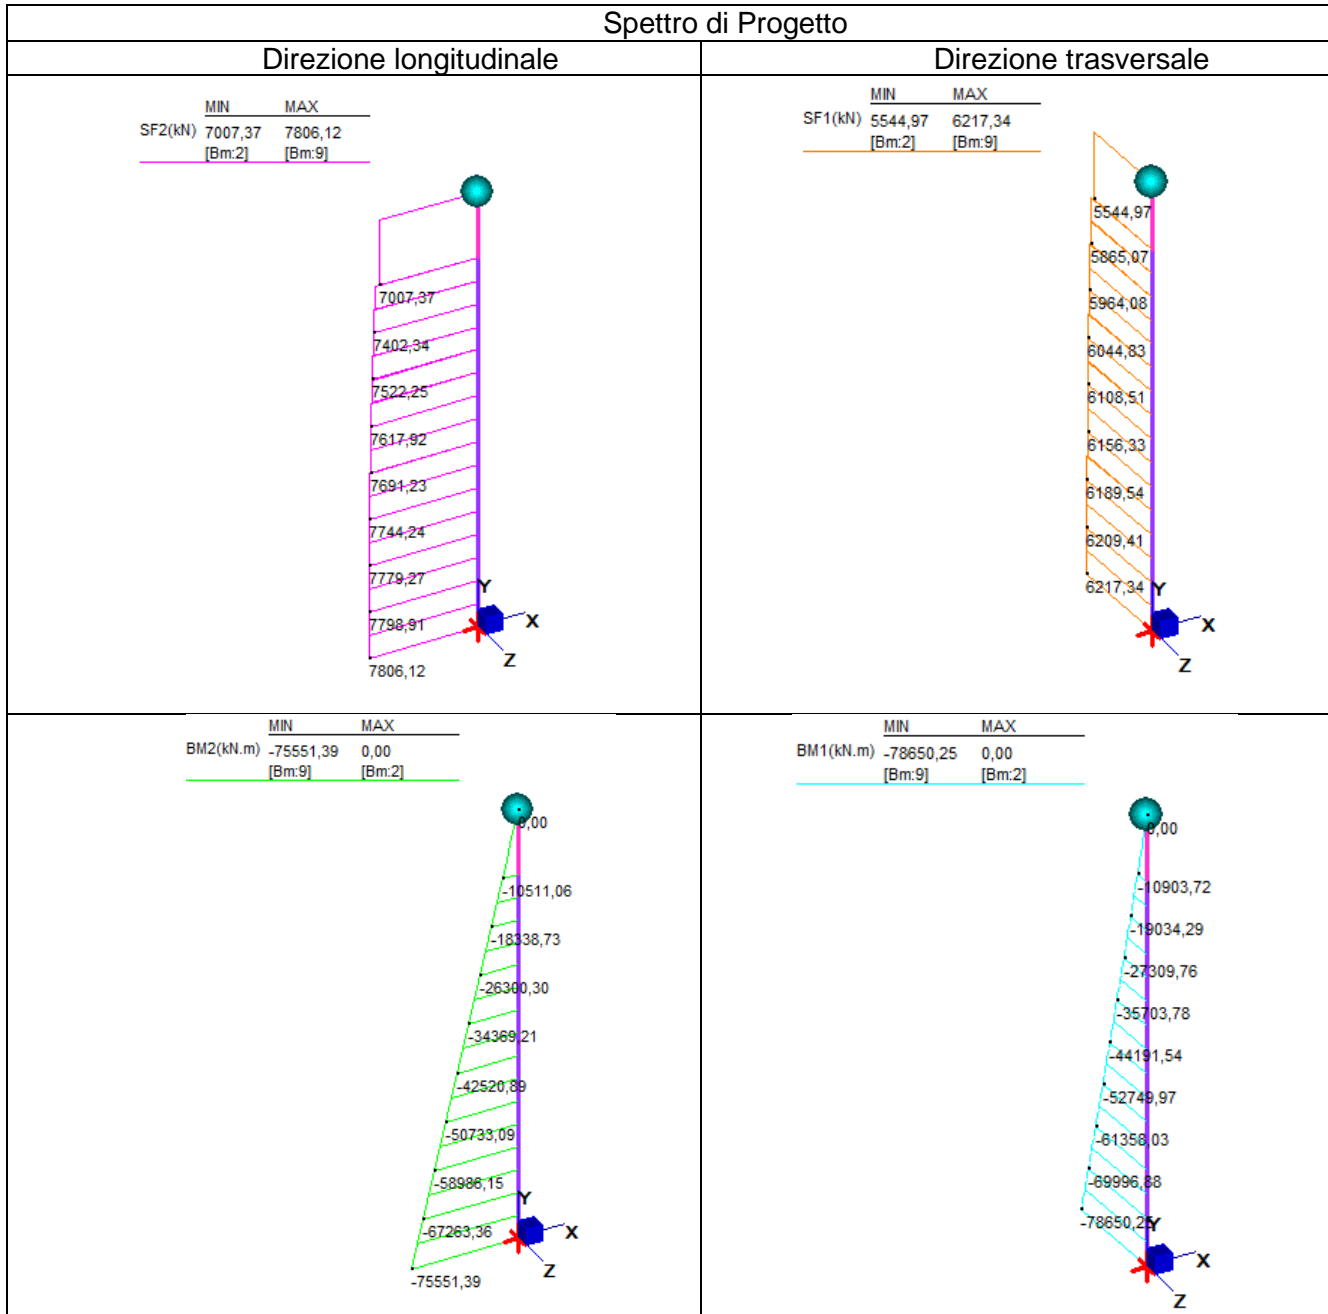 Spettro di Progetto
Direzione longitudinale
Direzione trasversale
MIN MAX
SF2(kN) 7007,37 7806,12
[Bm:2] [Bm:9]
7007,37
7402,34
7522,25
7617,92
7691,23
7744,24
7779,27
7798,91
7806,12
Y
X
Z
MIN MAX
SF1(kN) 5544,97 6217,34
[Bm:2] [Bm:9]
5544,97
5865,07
5964,08
6044,83
6108,51
6156,33
6189,54
6209,41
6217,34
Y
X
Z
MIN MAX
BM2(kN.m) -75551,39 0,00
[Bm:9] [Bm:2]
0,00
-10511,06
-18338,73
-26300,30
-34369,21
-42520,89
-50733,09
-58986,15
-67263,36
-75551,39
Y
X
Z
MIN MAX
BM1(kN.m) -78650,25 0,00
[Bm:9] [Bm:2]
0,00
-10903,72
-19034,29
-27309,76
-35703,78
-44191,54
-52749,97
-61358,03
-69996,88
-78650,25
Y
X
Z